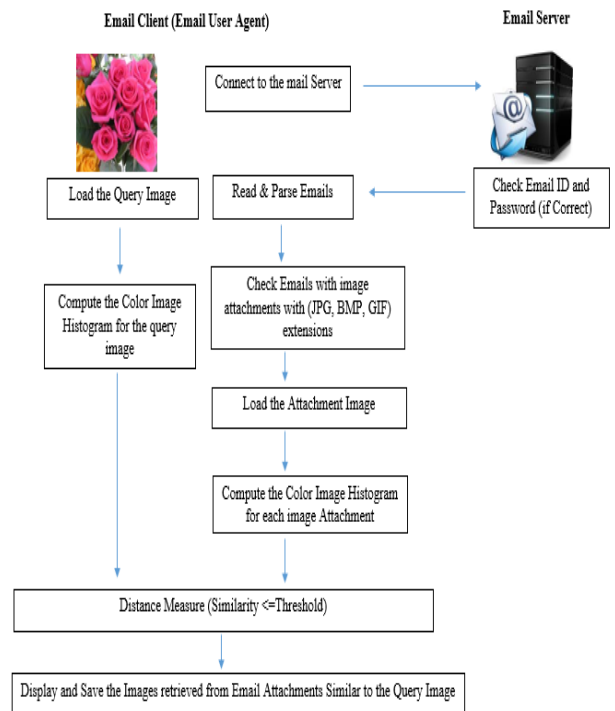 Email Client (Email User Agent)
Email Server
Connect to the mail Server
Load the Query Image
Read & Parse Emails
Check Email ID and
Password (if Correct)
Compute the Color Image
Histogram for the query
image
Check Emails with image
attachments with (JPG, BMP, GIF)
extensions
Load the Attachment Image
Compute the Color Image Histogram
for each image Attachment
Distance Measure (Similarity <=Threshold)
Display and Save the Images retrieved from Email Attachments Similar to the Query Image